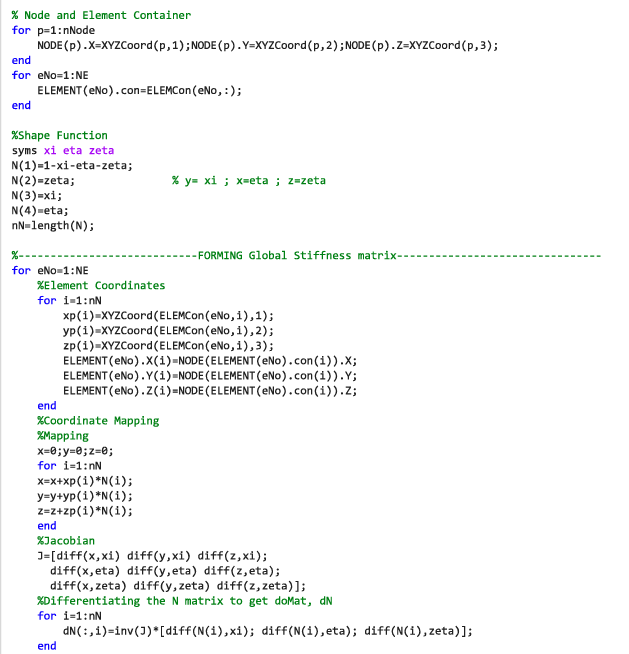 % Node and Element Container
for p=1:nNode
    NODE(p).X=XYZCoord(p,1);NODE(p).Y=XYZCoord(p,2);NODE(p).Z=XYZCoord(p,3);
end
for eNo=1:NE
    ELEMENT(eNo).con=ELEMCon(eNo,:);
end

%Shape Function
syms xi eta zeta
N(1)=1-xi-eta-zeta;
N(2)=zeta;               % y= xi ; x=eta ; z=zeta
N(3)=xi;
N(4)=eta;
nN=length(N);

%----------------------------FORMING Global Stiffness matrix--------------------------------
for eNo=1:NE
    %Element Coordinates
    for i=1:nN
        xp(i)=XYZCoord(ELEMCon(eNo,i),1);
        yp(i)=XYZCoord(ELEMCon(eNo,i),2);
        zp(i)=XYZCoord(ELEMCon(eNo,i),3);
        ELEMENT(eNo).X(i)=NODE(ELEMENT(eNo).con(i)).X;
        ELEMENT(eNo).Y(i)=NODE(ELEMENT(eNo).con(i)).Y;
        ELEMENT(eNo).Z(i)=NODE(ELEMENT(eNo).con(i)).Z;
    end
    %Coordinate Mapping
    %Mapping
    x=0;y=0;z=0;
    for i=1:nN
    x=x+xp(i)*N(i);
    y=y+yp(i)*N(i);
    z=z+zp(i)*N(i);
    end
    %Jacobian
    J=[diff(x,xi) diff(y,xi) diff(z,xi);
      diff(x,eta) diff(y,eta) diff(z,eta);
      diff(x,zeta) diff(y,zeta) diff(z,zeta)];
    %Differentiating the N matrix to get doMat, dN
    for i=1:nN
        dN(:,i)=inv(J)*[diff(N(i),xi); diff(N(i),eta); diff(N(i),zeta)];
    end